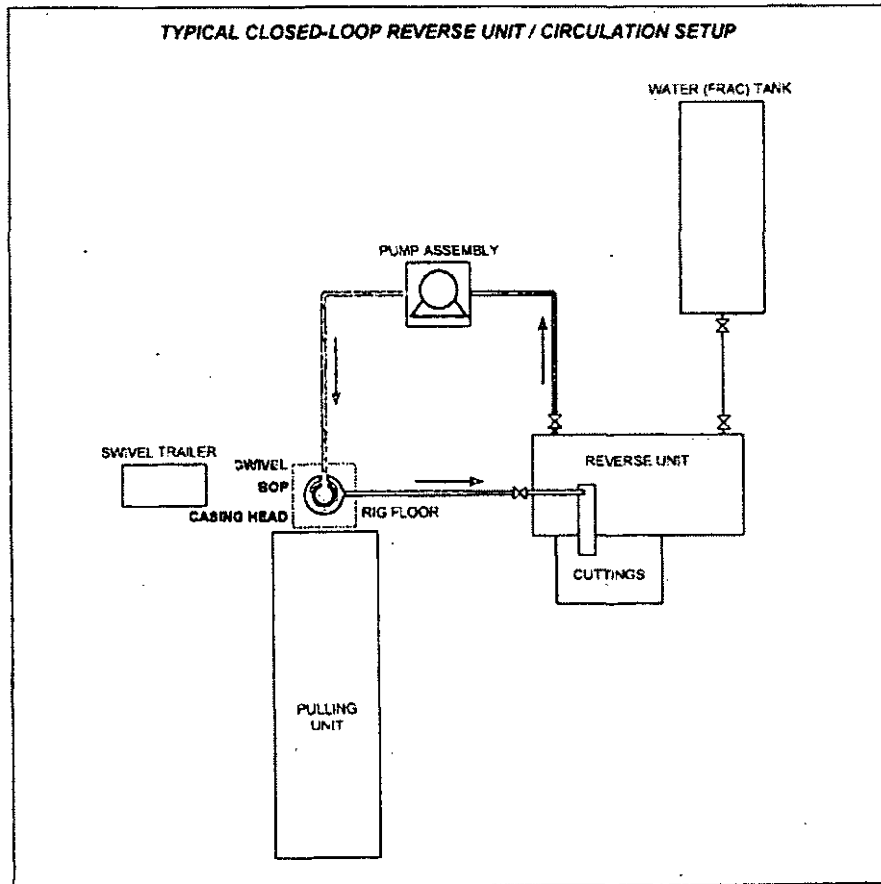 TYPICAL CLOSED-LOOP REVERSE UNIT / CIRCULATION SETUP
WATER (FRAC) TANK
PUMP ASSEMBLY
SWIVEL TRAILER
SWIVEL
BOP
CASING HEAD
RIG FLOOR
REVERSE UNIT
CUTTINGS
PULLING
UNIT